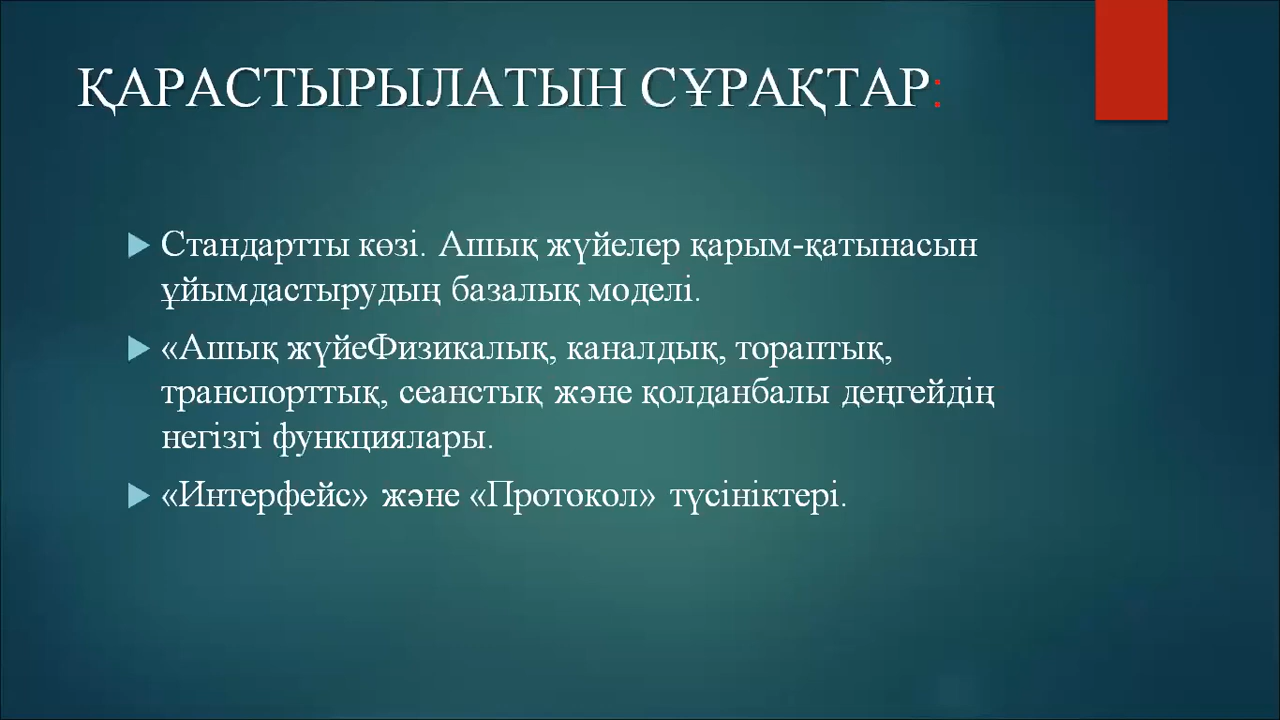 ҚАРАСТЫРЫЛАТЫН СҰРАҚТАР:
Стандартты көзі. Ашық жүйелер қарым-қатынасын
ұйымдастырудың базалық моделі.
«Ашық жүйеФизикалық, каналдық, тораптық,
транспорттық, сеанстық және қолданбалы деңгейдің
негізгі функциялары.
«Интерфейс» және «Протокол» түсініктері.